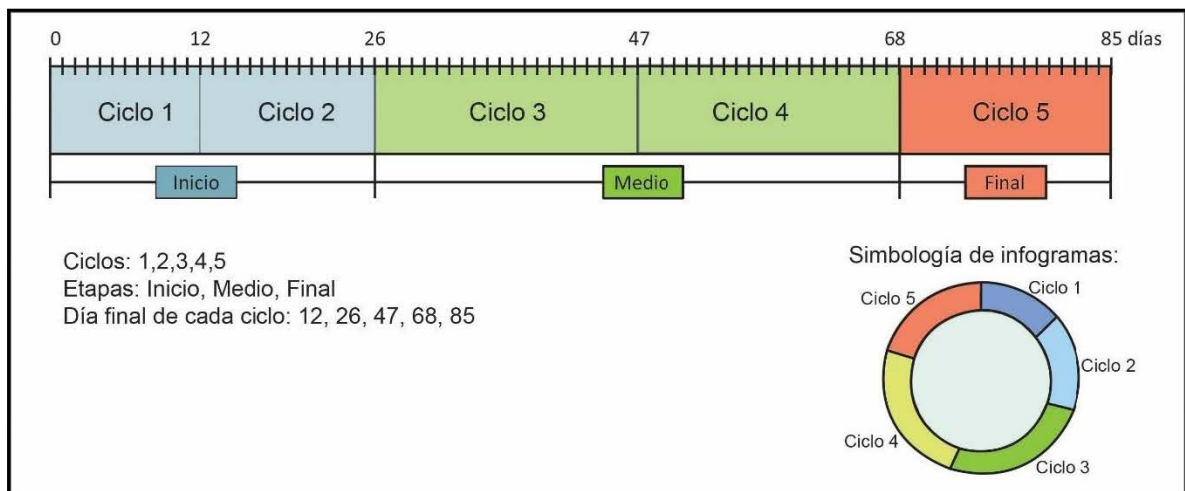 0 12 26 47 68 85 días
Ciclo 1 Ciclo 2 Ciclo 3 Ciclo 4 Ciclo 5
Inicio Medio Final
Ciclos: 1,2,3,4,5
Etapas: Inicio, Medio, Final
Día final de cada ciclo: 12, 26, 47, 68, 85
Simbología de infogramas:
Ciclo 1
Ciclo 5
Ciclo 2
Ciclo 4
Ciclo 3